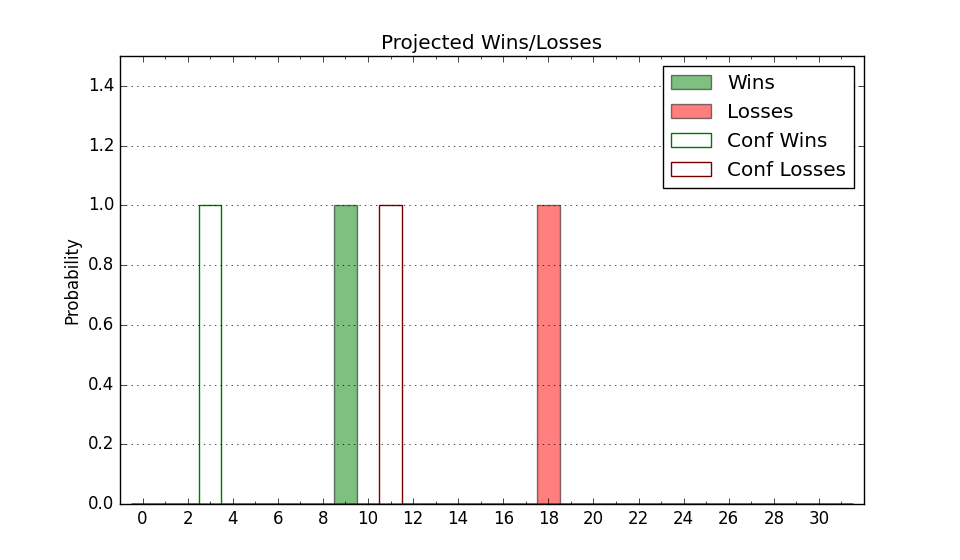 Projected Wins/Losses
Wins
Losses
Conf Wins
Conf Losses
Probability
1.4
1.2
1.0
0.8
0.6
0.4
0.2
0.0
0 2 4 6 8 10 12 14 16 18 20 22 24 26 28 30